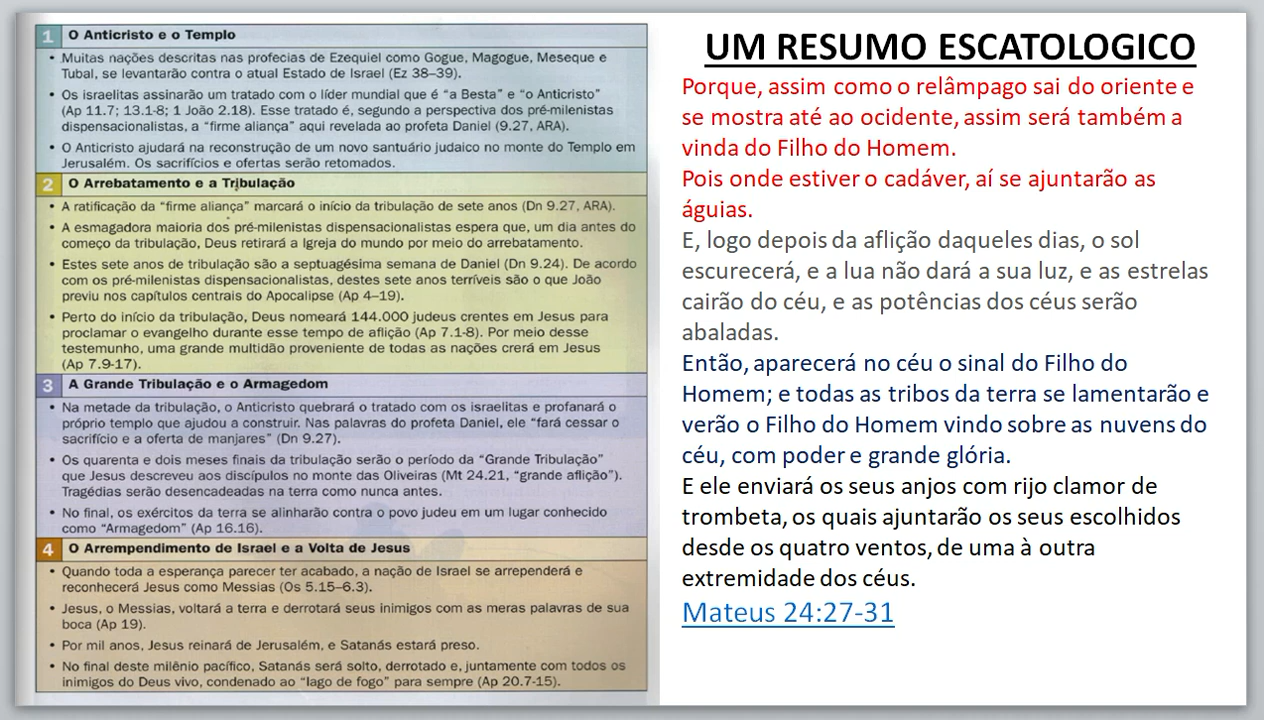 1 O Anticristo e o Templo
• Muitas nações descritas nas profecias de Ezequiel como Gogue, Magogue, Meseque e
Tubal, se levantarão contra o atual Estado de Israel (Ez 38–39).
• Os israelitas assinarão um tratado com o líder mundial que é “a Besta” e “o Anticristo”
(Ap 11.7; 13.1-8; 1 João 2.18). Esse tratado é, segundo a perspectiva dos pré-milenistas
dispensacionalistas, a “firme aliança” aqui revelada ao profeta Daniel (9.27, ARA).
• O Anticristo ajudará na reconstrução de um novo santuário judaico no monte do Templo em
Jerusalém. Os sacrifícios e ofertas serão retomados.
2 O Arrebatamento e a Tribulação
• A ratificação da “firme aliança” marcará o início da tribulação de sete anos (Dn 9.27, ARA).
• A esmagadora maioria dos pré-milenistas dispensacionalistas espera que, um dia antes do
começo da tribulação, Deus retirará a Igreja do mundo por meio do arrebatamento.
• Estes sete anos de tribulação são a septuagésima semana de Daniel (Dn 9.24). De acordo
com os pré-milenistas dispensacionalistas, destes sete anos terríveis são o que João
previu nos capítulos centrais do Apocalipse (Ap 4–19).
• Perto do início da tribulação, Deus nomeará 144.000 judeus crentes em Jesus para
proclamar o evangelho durante esse tempo de aflição (Ap 7.1-8). Por meio desse
testemunho, uma grande multidão proveniente de todas as nações crerá em Jesus
(Ap 7.9-17).
3 A Grande Tribulação e o Armagedom
• Na metade da tribulação, o Anticristo quebrará o tratado com os israelitas e profanará o
próprio templo que ajudou a construir. Nas palavras do profeta Daniel, ele “fará cessar o
sacrifício e a oferta de manjares” (Dn 9.27).
• Os quarenta e dois meses finais da tribulação serão o período da “Grande Tribulação”
que Jesus descreveu aos discípulos no monte das Oliveiras (Mt 24.21, “grande aflição”).
Tragédias serão desencadeadas na terra como nunca antes.
• No final, os exércitos da terra se alinharão contra o povo judeu em um lugar conhecido
como “Armagedom” (Ap 16.16).
4 O Arrempendimento de Israel e a Volta de Jesus
• Quando toda a esperança parecer ter acabado, a nação de Israel se arrependerá e
reconhecerá Jesus como Messias (Os 5.15–6.3).
• Jesus, o Messias, voltará a terra e derrotará seus inimigos com as meras palavras de sua
boca (Ap 19).
• Por mil anos, Jesus reinará de Jerusalém, e Satanás estará preso.
• No final deste milênio pacífico, Satanás será solto, derrotado e, juntamente com todos os
inimigos do Deus vivo, condenado ao “lago de fogo” para sempre (Ap 20.7-15).
UM RESUMO ESCATOLOGICO
Porque, assim como o relâmpago sai do oriente e
se mostra até ao ocidente, assim será também a
vinda do Filho do Homem.
Pois onde estiver o cadáver, aí se ajuntarão as
águias.
E, logo depois da aflição daqueles dias, o sol
escurecerá, e a lua não dará a sua luz, e as estrelas
cairão do céu, e as potências dos céus serão
abaladas.
Então, aparecerá no céu o sinal do Filho do
Homem; e todas as tribos da terra se lamentarão e
verão o Filho do Homem vindo sobre as nuvens do
céu, com poder e grande glória.
E ele enviará os seus anjos com rijo clamor de
trombeta, os quais ajuntarão os seus escolhidos
desde os quatro ventos, de uma à outra
extremidade dos céus.
Mateus 24:27-31